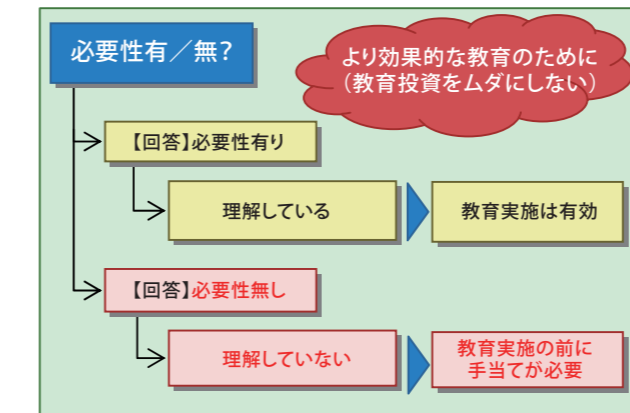 必要性有／無？
より効果的な教育のために
（教育投資をムダにしない）
【回答】必要性有り
理解している
教育実施は有効
【回答】必要性無し
理解していない
教育実施の前に
手当てが必要